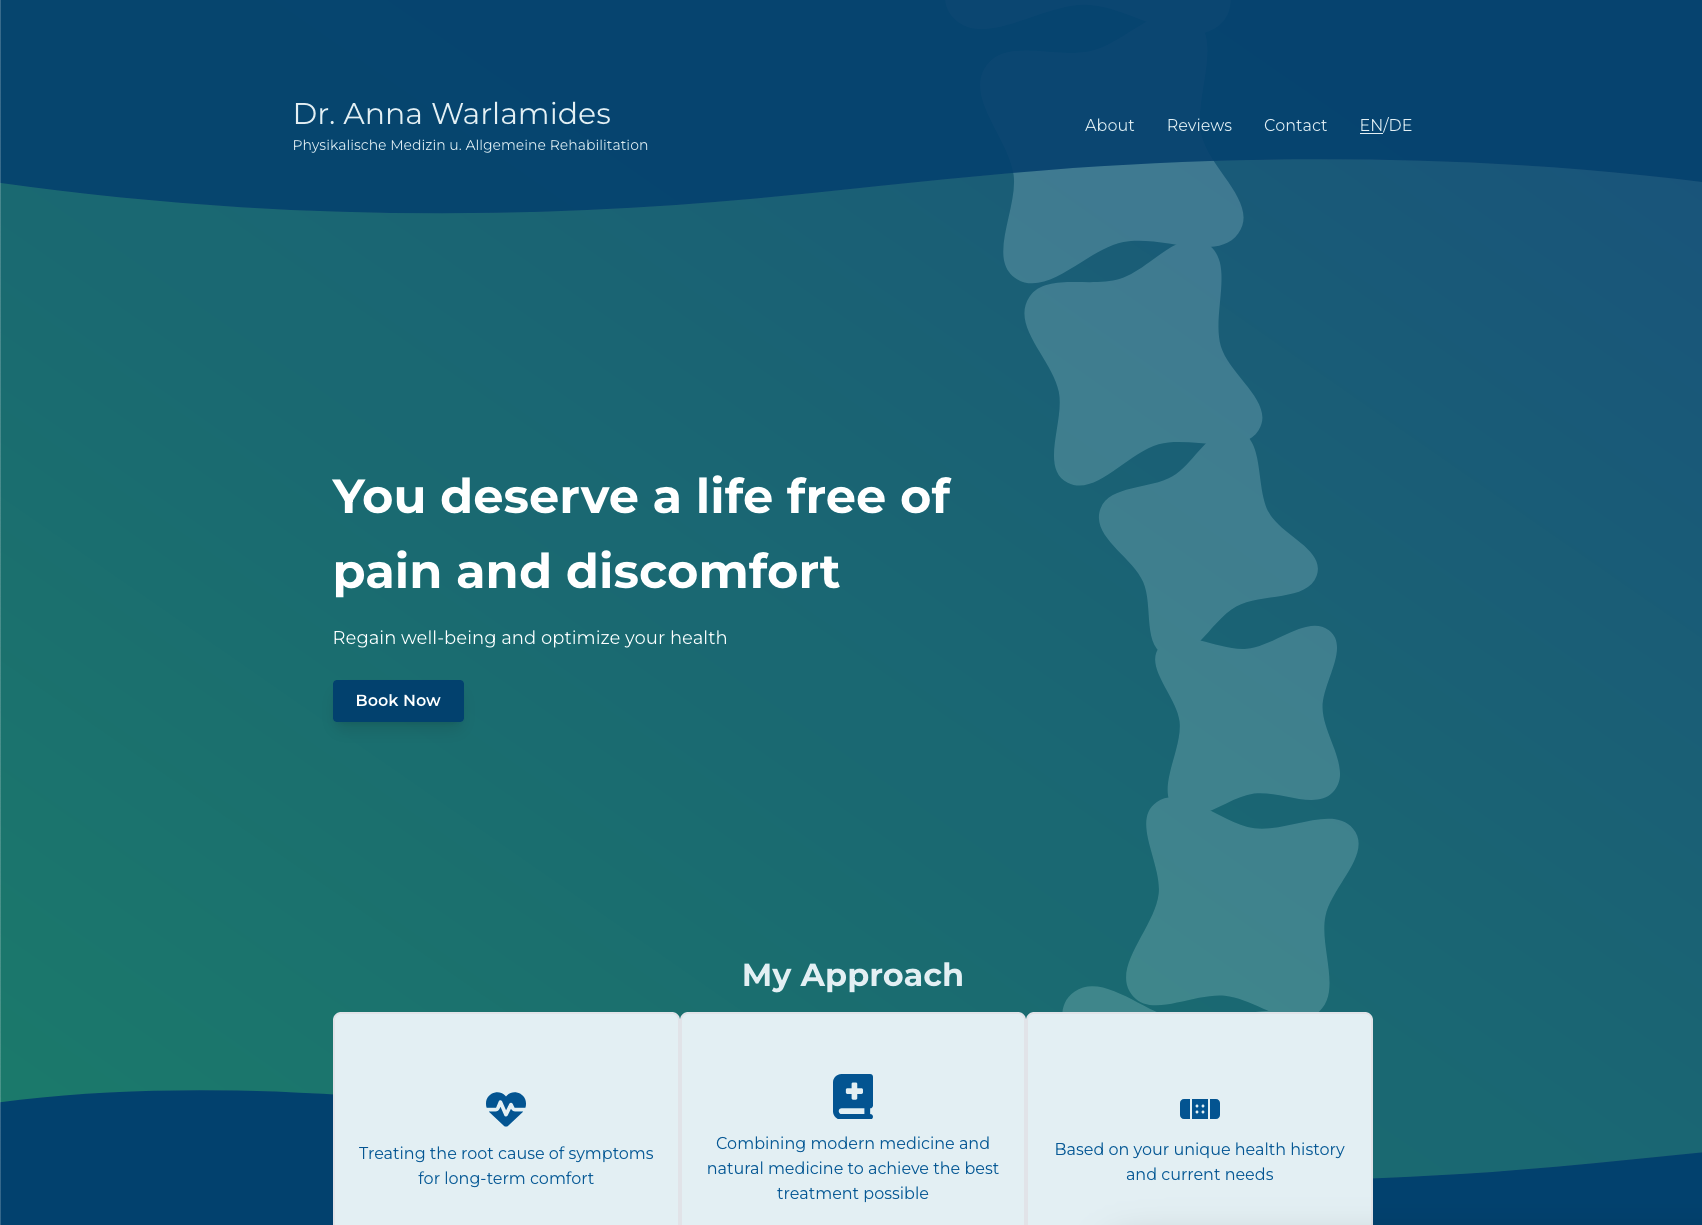 Dr. Anna Warlamides
Physikalische Medizin u. Allgemeine Rehabilitation
About Reviews Contact EN/DE
You deserve a life free of
pain and discomfort
Regain well-being and optimize your health
Book Now
My Approach
Treating the root cause of symptoms
for long-term comfort
Combining modern medicine and
natural medicine to achieve the best
treatment possible
Based on your unique health history
and current needs